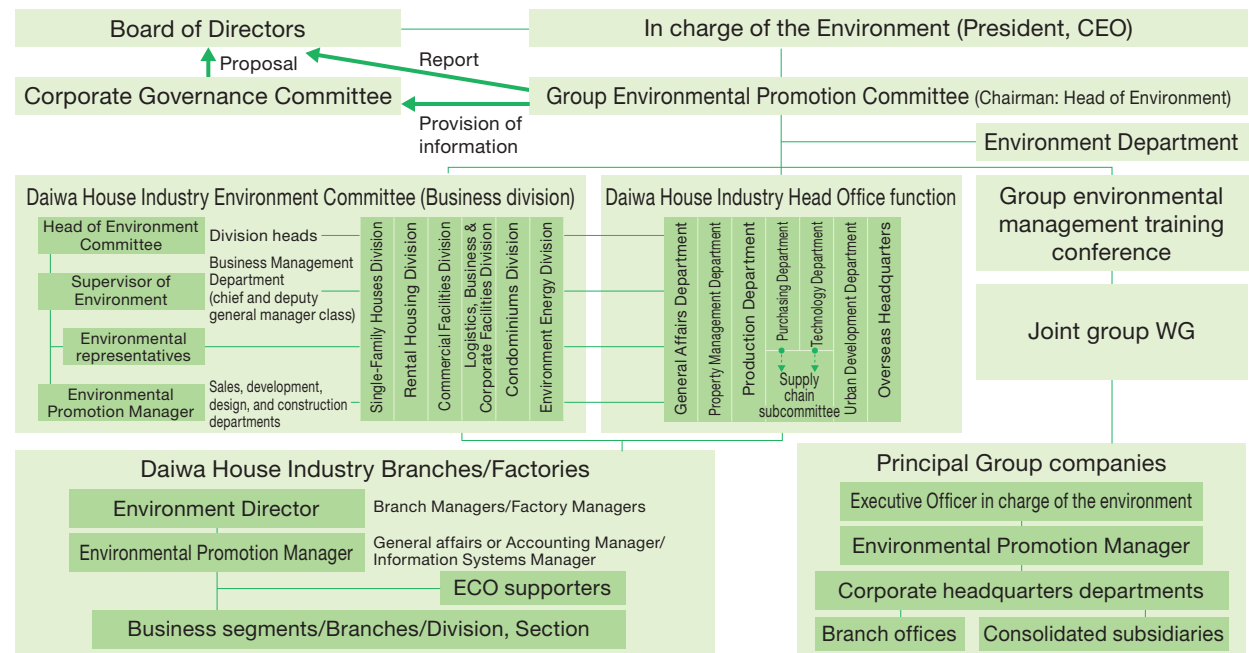 Board of Directors
In charge of the Environment (President, CEO)
Proposal
Report
Corporate Governance Committee
Group Environmental Promotion Committee (Chairman: Head of Environment)
Provision of
information
Environment Department
Daiwa House Industry Environment Committee (Business division)
Head of Environment
Committee
Division heads
Supervisor of
Environment
Business Management
Department
(chief and deputy
general manager class)
Environmental
representatives
Environmental
Promotion Manager
Sales, development,
design, and construction
departments
Single-Family Houses Division
Rental Housing Division
Commercial Facilities Division
Logistics, Business &
Corporate Facilities Division
Condominiums Division
Environment Energy Division
Daiwa House Industry Head Office function
General Affairs Department
Property Management Department
Production Department
Purchasing Department
Technology Department
Supply
chain
subcommittee
Urban Development Department
Overseas Headquarters
Group environmental
management training
conference
Joint group WG
Daiwa House Industry Branches/Factories
Environment Director
Branch Managers/Factory Managers
Environmental Promotion Manager
General affairs or Accounting Manager/
Information Systems Manager
ECO supporters
Business segments/Branches/Division, Section
Principal Group companies
Executive Officer in charge of the environment
Environmental Promotion Manager
Corporate headquarters departments
Branch offices
Consolidated subsidiaries